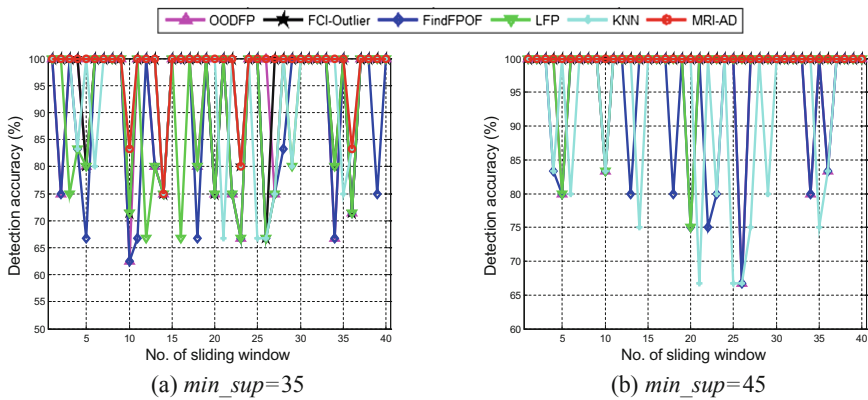 OODFP FCI-Outlier FindFPOF LFP KNN MRI-AD
Detection accuracy (%)
100
95
90
85
80
75
70
65
60
55
50
5 10 15 20 25 30 35 40
No. of sliding window
(a) min_sup=35
Detection accuracy (%)
100
95
90
85
80
75
70
65
60
5 10 15 20 25 30 35 40
No. of sliding window
(b) min_sup=45